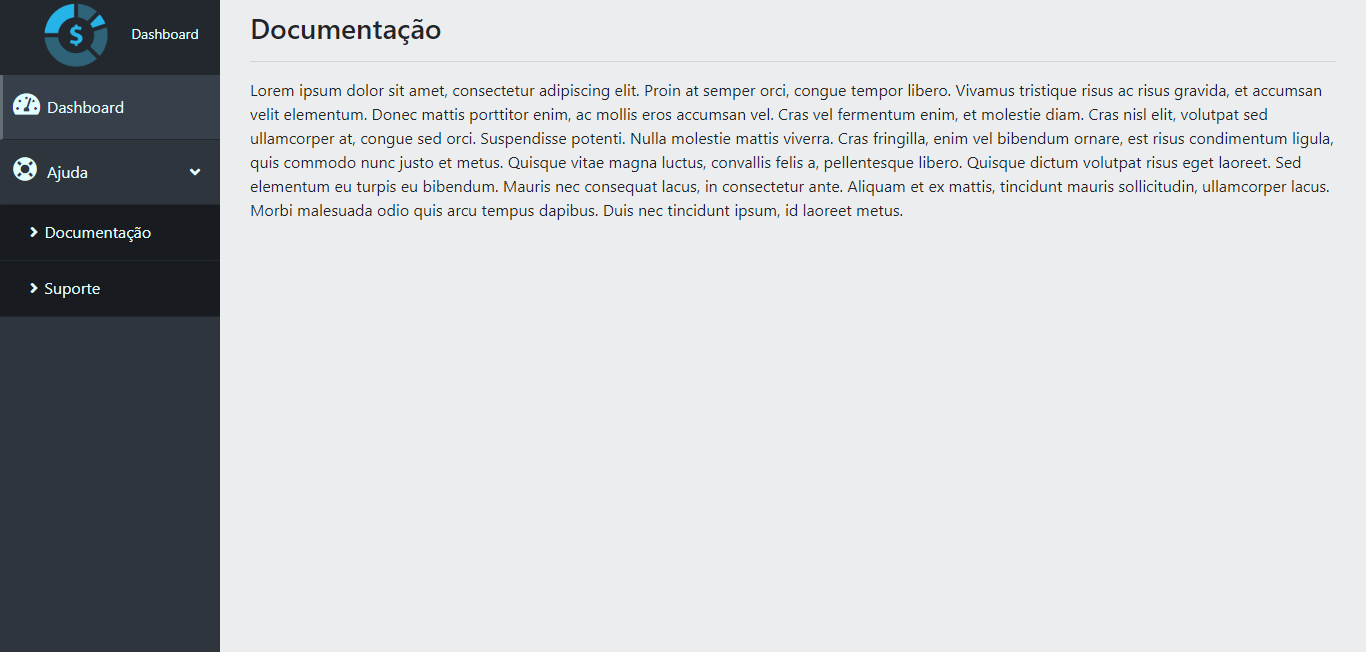 $
Dashboard
Dashboard
Ajuda
Documentação
Suporte
Documentação
Lorem ipsum dolor sit amet, consectetur adipiscing elit. Proin at semper orci, congue tempor libero. Vivamus tristique risus ac risus gravida, et accumsan
velit elementum. Donec mattis porttitor enim, ac mollis eros accumsan vel. Cras vel fermentum enim, et molestie diam. Cras nisl elit, volutpat sed
ullamcorper at, congue sed orci. Suspendisse potenti. Nulla molestie mattis viverra. Cras fringilla, enim vel bibendum ornare, est risus condimentum ligula,
quis commodo nunc justo et metus. Quisque vitae magna luctus, convallis felis a, pellentesque libero. Quisque dictum volutpat risus eget laoreet. Sed
elementum eu turpis eu bibendum. Mauris nec consequat lacus, in consectetur ante. Aliquam et ex mattis, tincidunt mauris sollicitudin, ullamcorper lacus.
Morbi malesuada odio quis arcu tempus dapibus. Duis nec tincidunt ipsum, id laoreet metus.